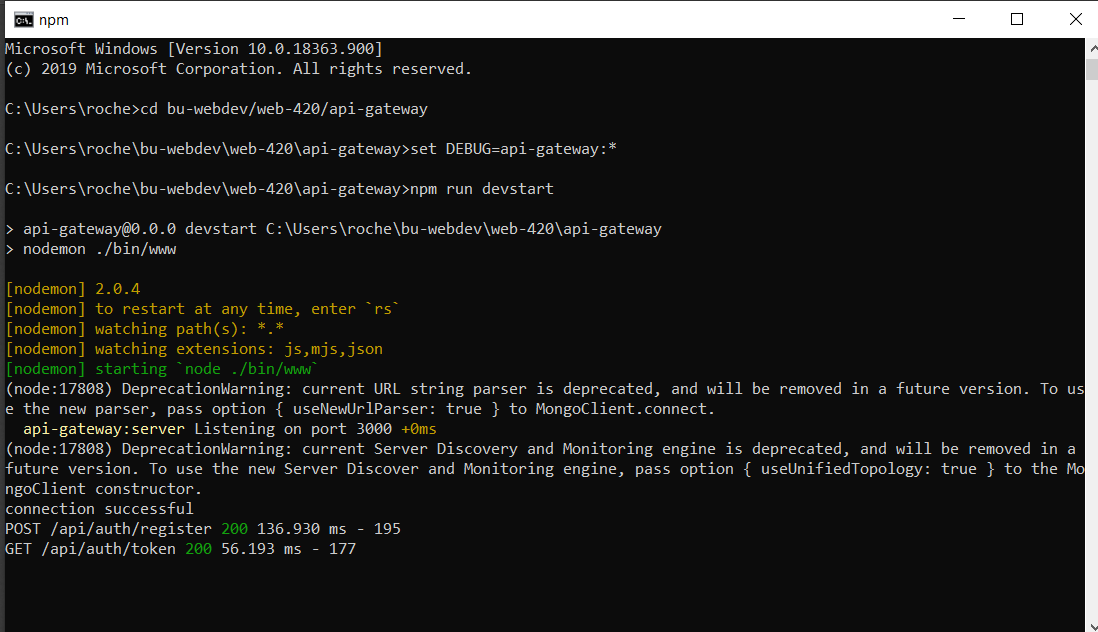 npm
Microsoft Windows [Version 10.0.18363.900]
(c) 2019 Microsoft Corporation. All rights reserved.
C:\Users\roche>cd bu-webdev/web-420/api-gateway
C:\Users\roche\bu-webdev\web-420\api-gateway>set DEBUG=api-gateway:*
C:\Users\roche\bu-webdev\web-420\api-gateway>npm run devstart
> api-gateway@0.0.0 devstart C:\Users\roche\bu-webdev\web-420\api-gateway
> nodemon ./bin/www
[nodemon] 2.0.4
[nodemon] to restart at any time, enter `rs`
[nodemon] watching path(s): *.*
[nodemon] watching extensions: js,mjs,json
[nodemon] starting `node ./bin/www`
(node:17808) DeprecationWarning: current URL string parser is deprecated, and will be removed in a future version. To us
e the new parser, pass option { useNewUrlParser: true } to MongoClient.connect.
api-gateway:server Listening on port 3000 +0ms
(node:17808) DeprecationWarning: current Server Discovery and Monitoring engine is deprecated, and will be removed in a
future version. To use the new Server Discover and Monitoring engine, pass option { useUnifiedTopology: true } to the Mo
ngoClient constructor.
connection successful
POST /api/auth/register 200 136.930 ms - 195
GET /api/auth/token 200 56.193 ms - 177